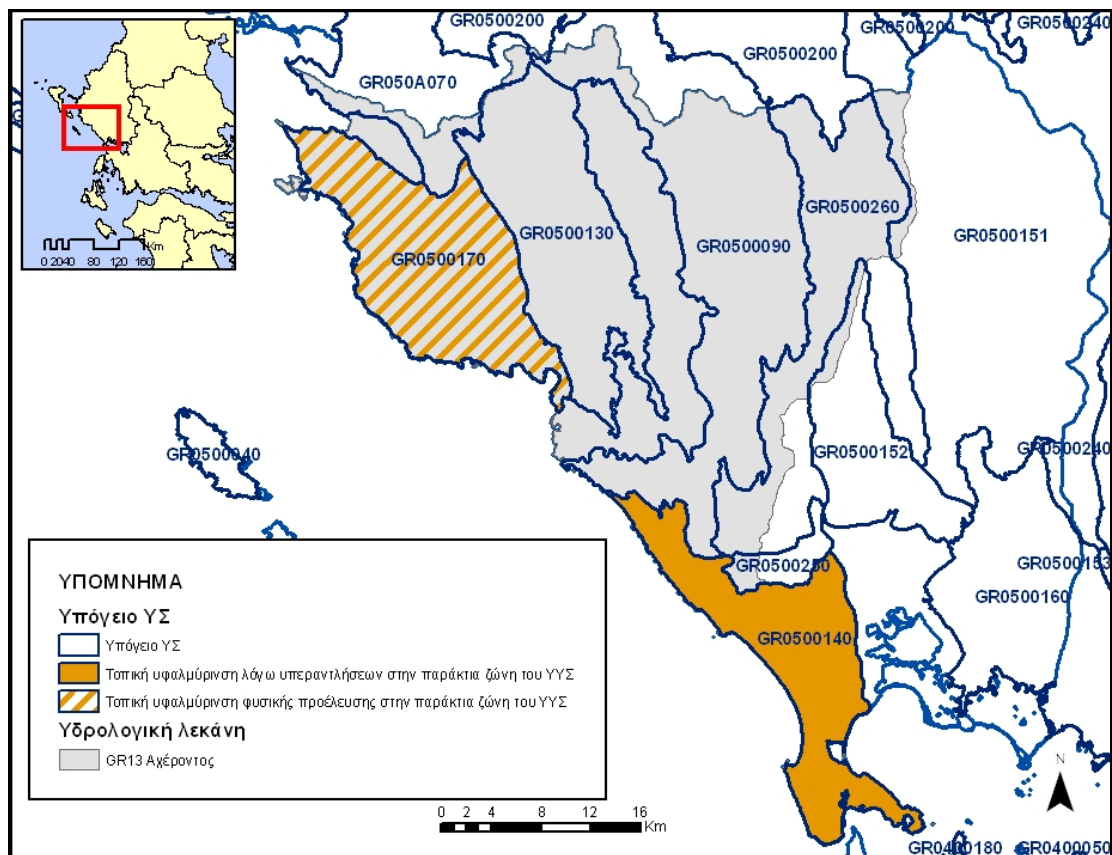 GR0500200
GR0500200
GR0500200
GR0500240
GR050A070
GR0500260
GR0500130
GR0500090
GR0500151
GR0500170
0 2040 80 120 160 Km
GR0500040
GR0500152
GR0500240
GR0500250
GR0500153
GR0500160
GR0500140
ΥΠΟΜΝΗΜΑ
Υπόγειο ΥΣ
Υπόγειο ΥΣ
Τοπική υφαλμύρινση λόγω υπεραντλήσεων στην παράκτια ζώνη του ΥΥΣ
Τοπική υφαλμύρινση φυσικής προέλευσης στην παράκτια ζώνη του ΥΥΣ
Υδρολογική λεκάνη
GR13 Αχέροντος
N
0 2 4 8 12 16
Km
GR0400180 GR0400050